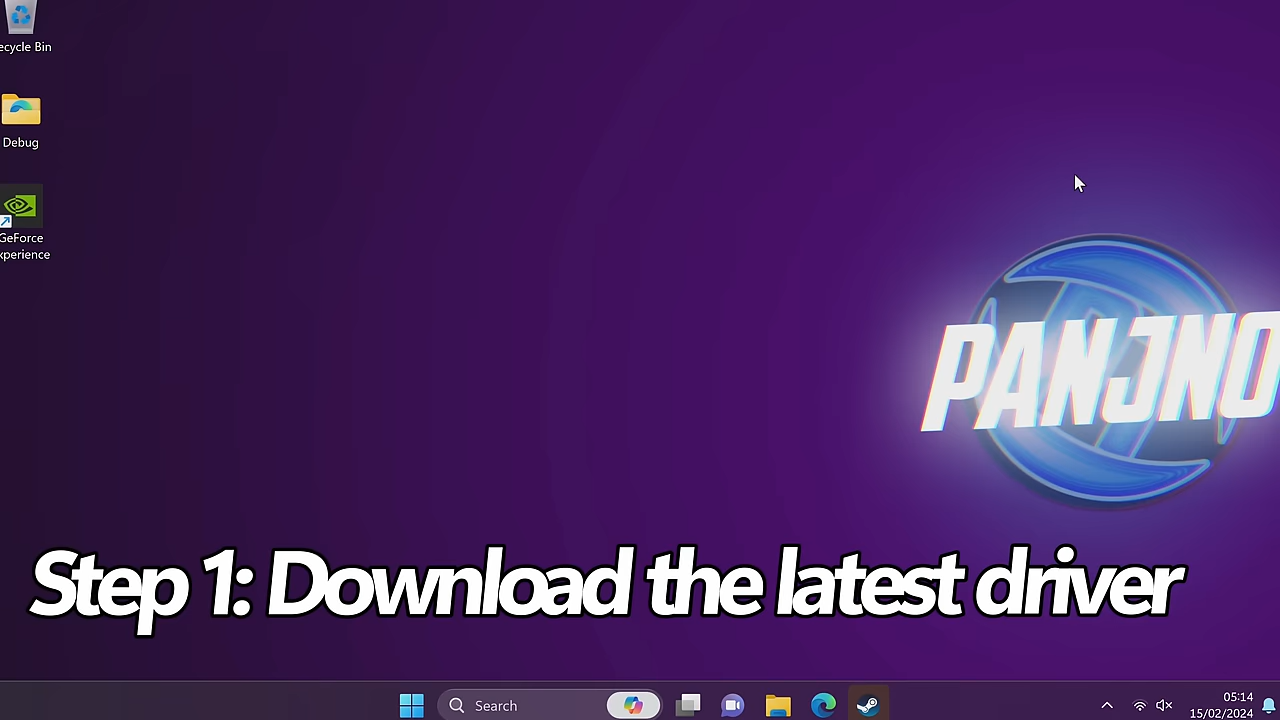 ecycle Bin
Debug
GeForce
xperience
PANJNO
Step 1: Download the latest driver
Search
05:14
15/02/2024